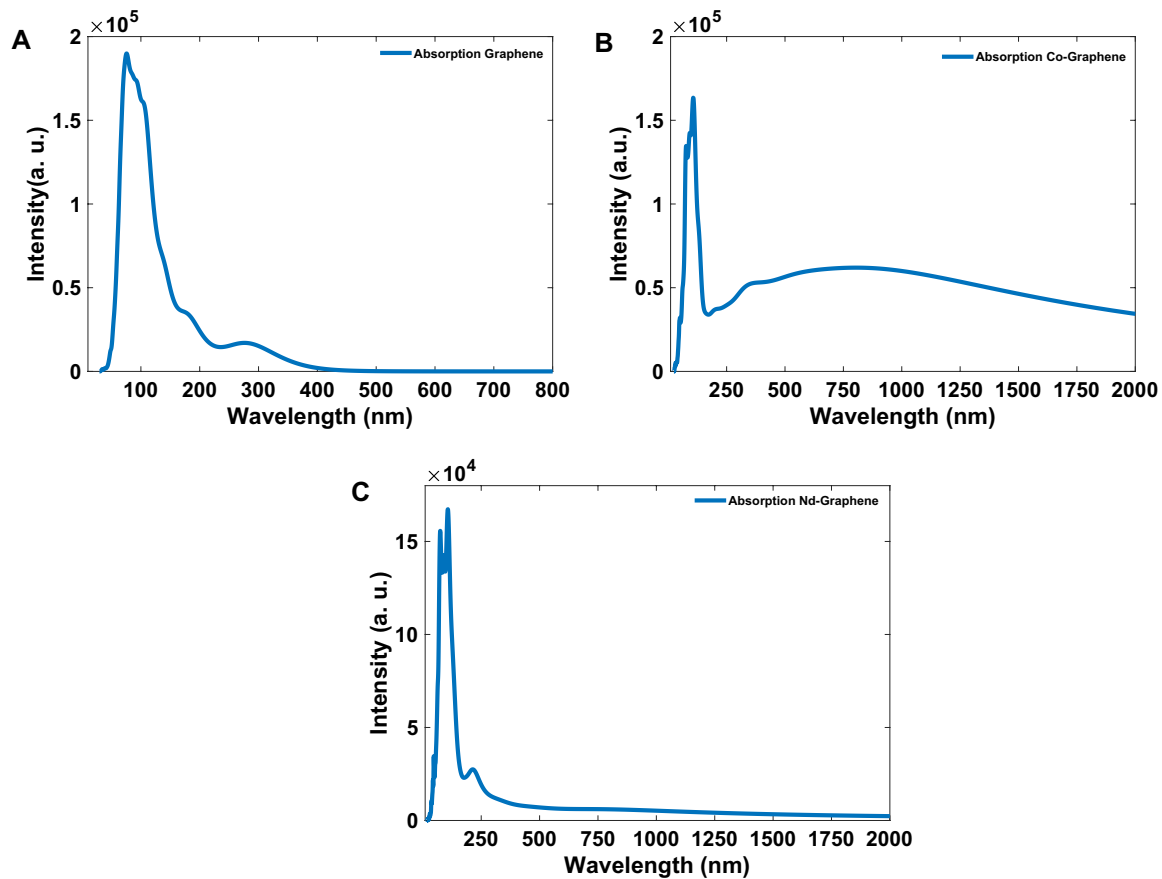 A
×10^5
Absorption Graphene
Intensity(a. u.)
2
1.5
1
0.5
0
100 200 300 400 500 600 700 800
Wavelength (nm)
B
×10^5
Absorption Co-Graphene
Intensity (a.u.)
2
1.5
1
0.5
0
250 500 750 1000 1250 1500 1750 2000
Wavelength (nm)
C
×10^4
Absorption Nd-Graphene
Intensity (a. u.)
15
10
5
0
250 500 750 1000 1250 1500 1750 2000
Wavelength (nm)